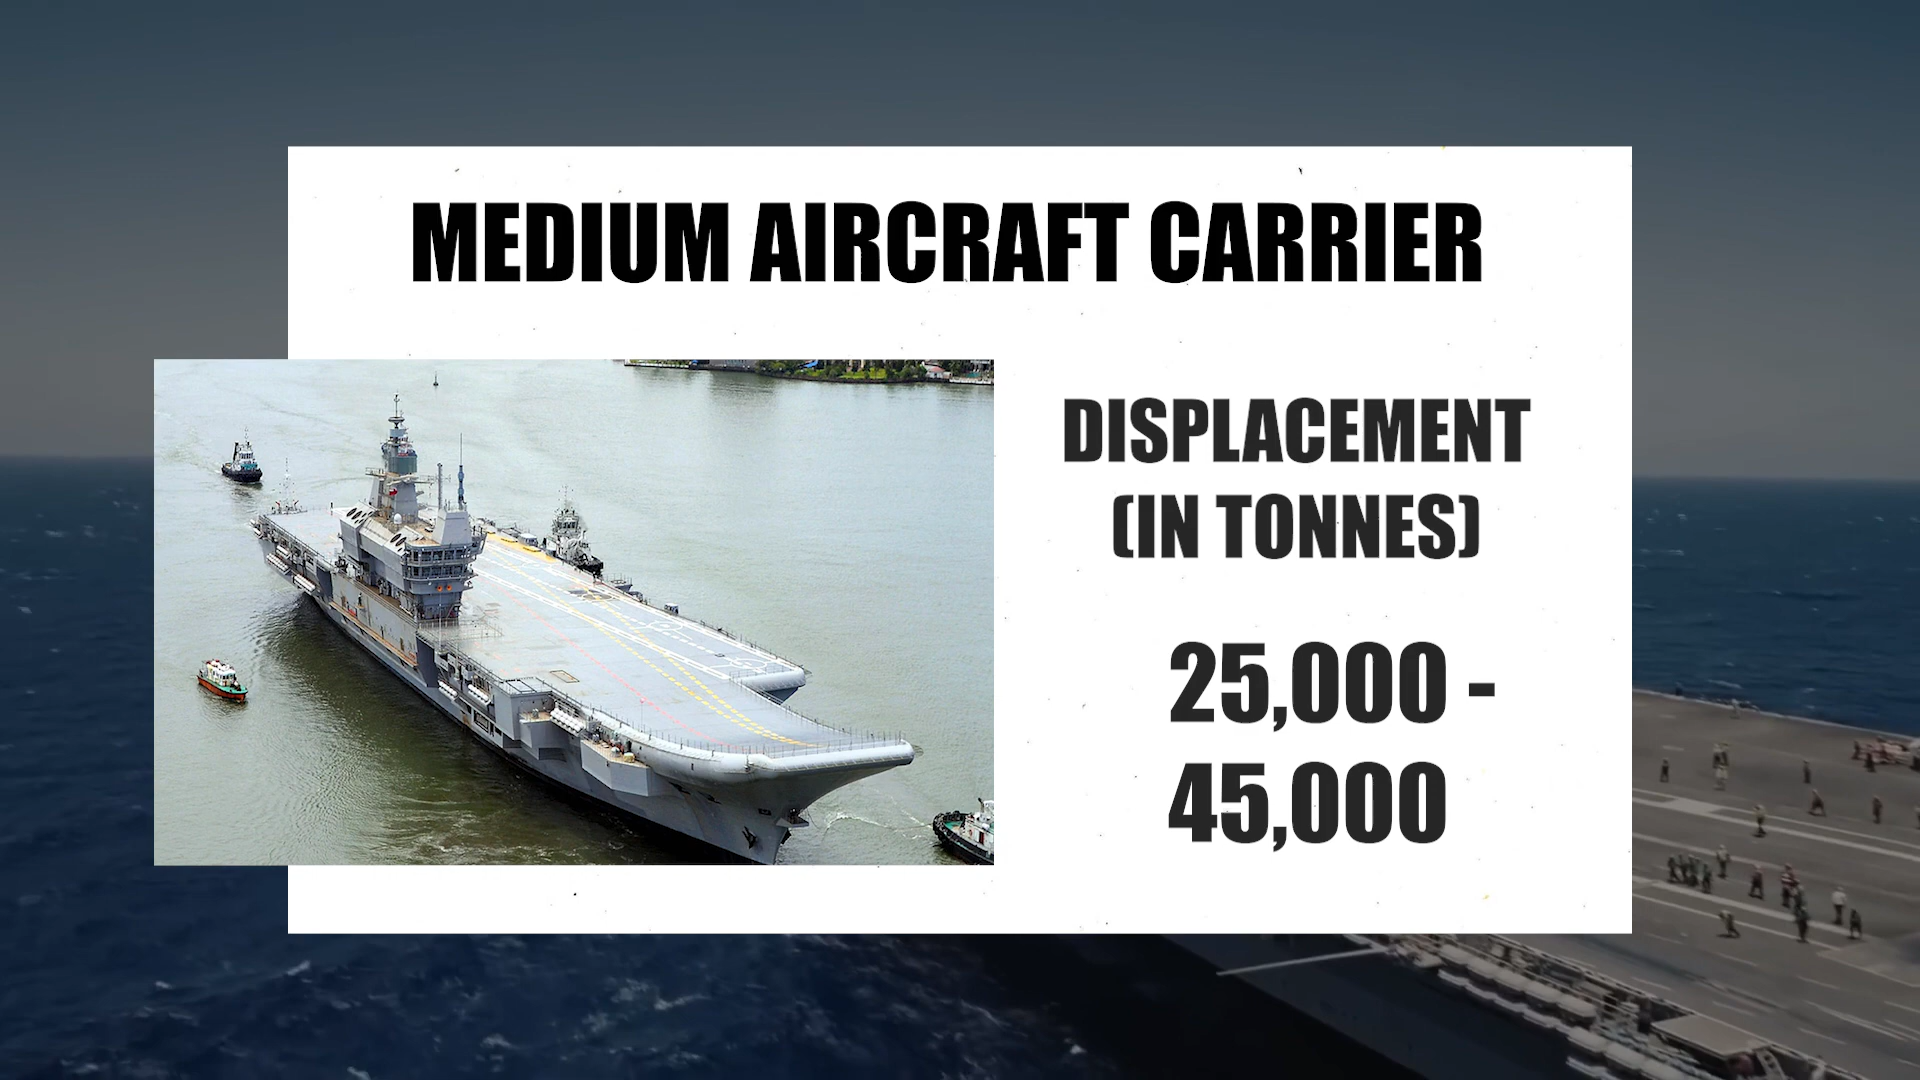 MEDIUM AIRCRAFT CARRIER
DISPLACEMENT
(IN TONNES)
25,000 -
45,000